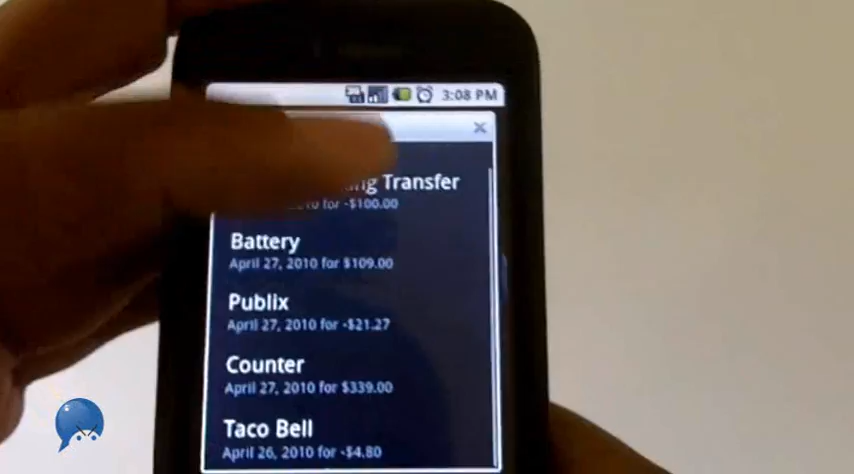 3:08 PM
Transfer
for -$100.00
Battery
April 27, 2010 for $109.00
Publix
April 27, 2010 for -$21.27
Counter
April 27, 2010 for $339.00
Taco Bell
April 26, 2010 for -$4.80